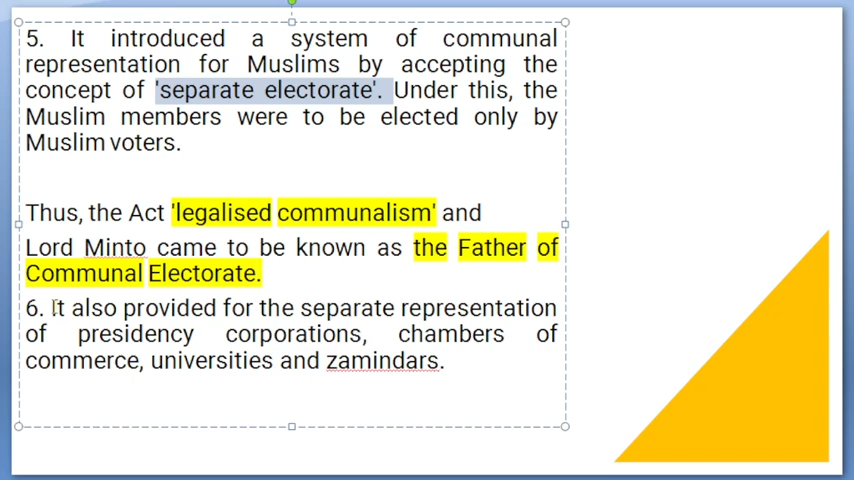 5. It introduced a system of communal
representation for Muslims by accepting the
concept of 'separate electorate'. Under this, the
Muslim members were to be elected only by
Muslim voters.
Thus, the Act 'legalised communalism' and
Lord Minto came to be known as the Father of
Communal Electorate.
6. It also provided for the separate representation
of presidency corporations, chambers of
commerce, universities and zamindars.